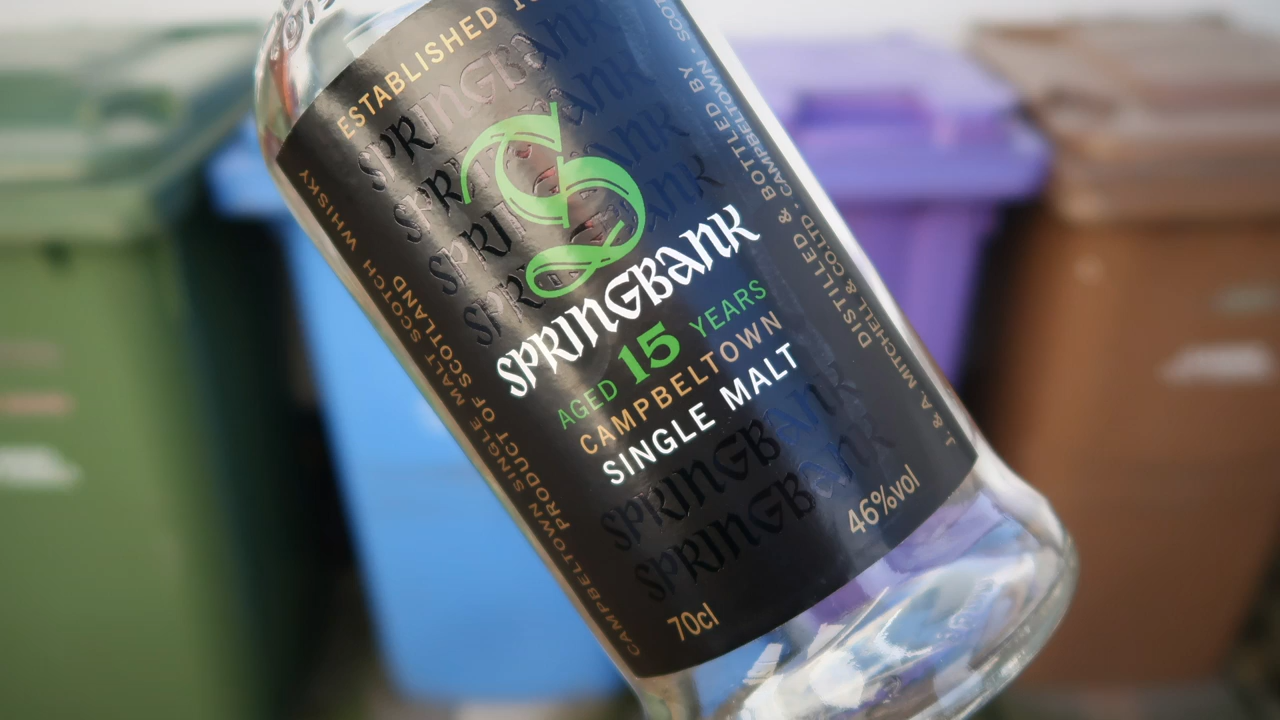 ESTABLISHED
SPRINGBANK
SPRINGBANK
SPRINGBANK
SPRINGBANK
S
SPRINGBANK
AGED 15 YEARS
CAMPBELTOWN
SINGLE MALT
SPRINGBANK
SPRINGBANK
70cl
46%vol
CAMPBELTOWN SINGLE MALT SCOTCH WHISKY
PRODUCT OF SCOTLAND
DISTILLED & BOTTLED BY
J. & A. MITCHELL & CO LTD · CAMPBELTOWN ·